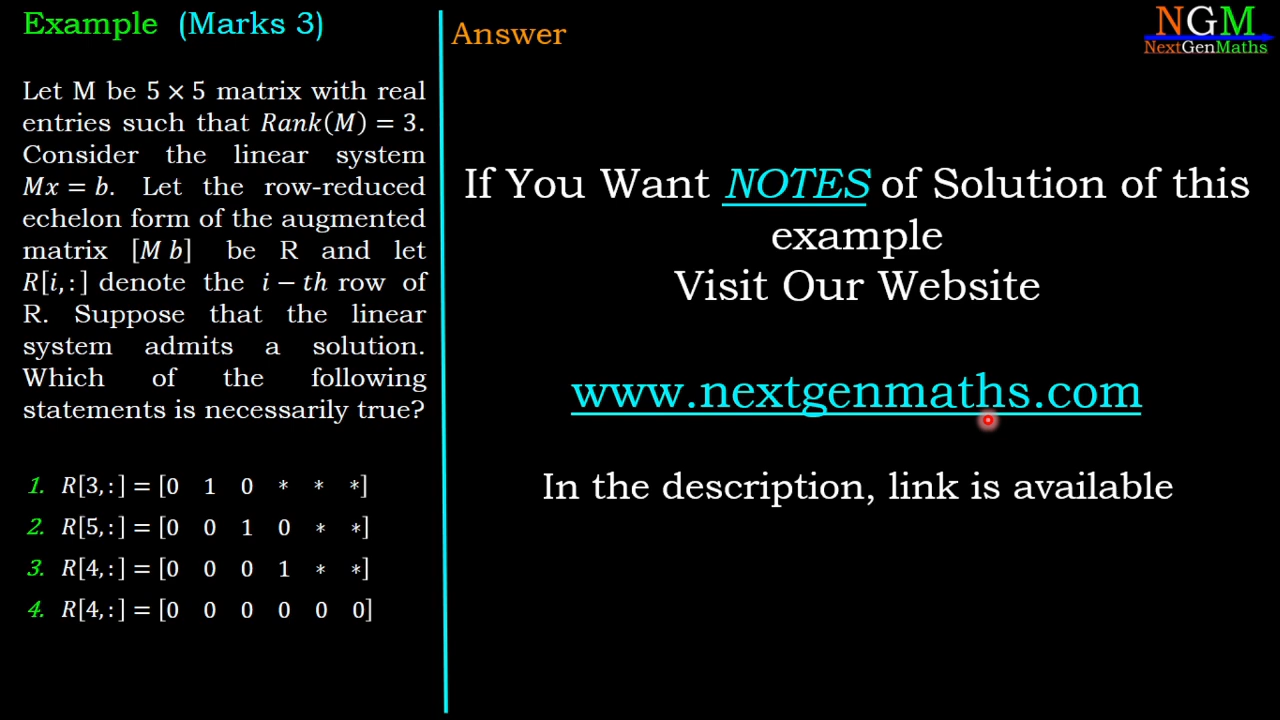 Example (Marks 3)
Let M be 5 × 5 matrix with real
entries such that Rank(M) = 3.
Consider the linear system
Mx = b. Let the row-reduced
echelon form of the augmented
matrix [M b] be R and let
R[i,:] denote the i − th row of
R. Suppose that the linear
system admits a solution.
Which of the following
statements is necessarily true?
1. R[3,:] = [0 1 0 * * *]
2. R[5,:] = [0 0 1 0 * *]
3. R[4,:] = [0 0 0 1 * *]
4. R[4,:] = [0 0 0 0 0 0]
Answer
NGM
NextGenMaths
If You Want NOTES of Solution of this
example
Visit Our Website
www.nextgenmaths.com
In the description, link is available